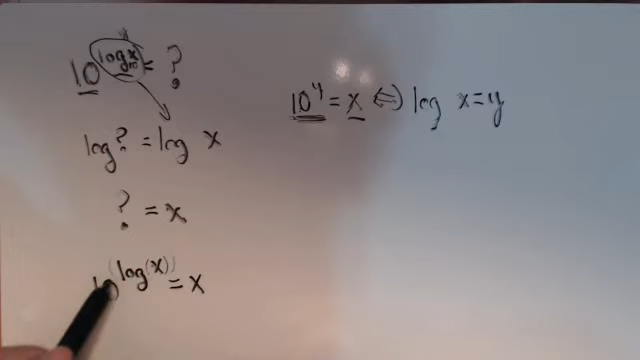 10^log x = ?
log ? = log x
? = x
10^(log(x)) = x
10^y = x ⇔ log x = y